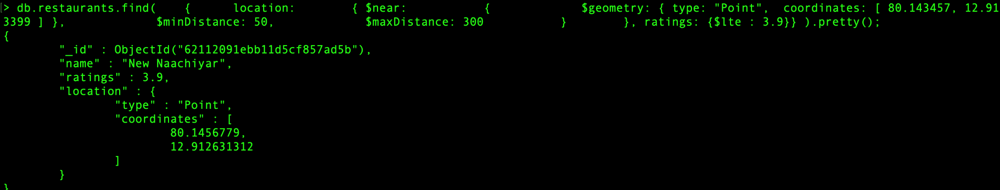 > db.restaurants.find(    {      location:        { $near:           {             $geometry: { type: "Point",  coordinates: [ 80.143457, 12.91
3399 ] },             $minDistance: 50,        $maxDistance: 300           }        }, ratings: {$lte : 3.9}} ).pretty();
{
        "_id" : ObjectId("62112091ebb11d5cf857ad5b"),
        "name" : "New Naachiyar",
        "ratings" : 3.9,
        "location" : {
                "type" : "Point",
                "coordinates" : [
                        80.1456779,
                        12.912631312
                ]
        }
}